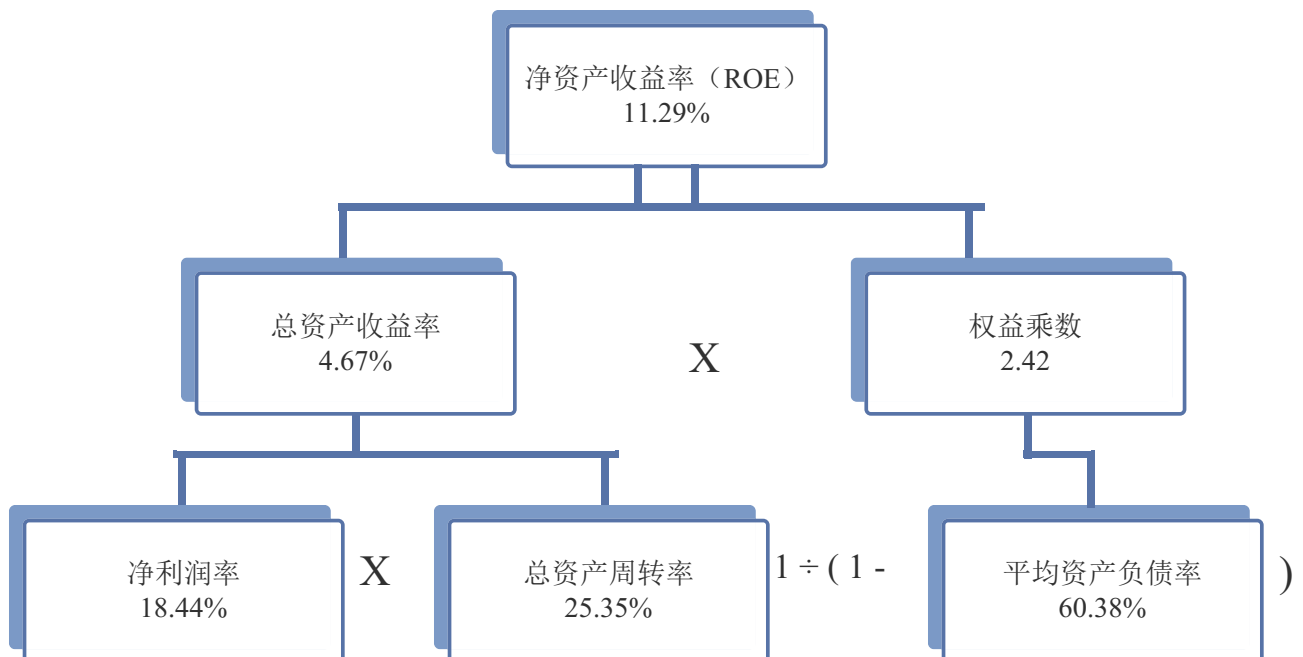 净资产收益率（ROE）
11.29%
总资产收益率
4.67%
X
权益乘数
2.42
净利润率
18.44%
X
总资产周转率
25.35%
1 ÷ ( 1 -
平均资产负债率
60.38%
)